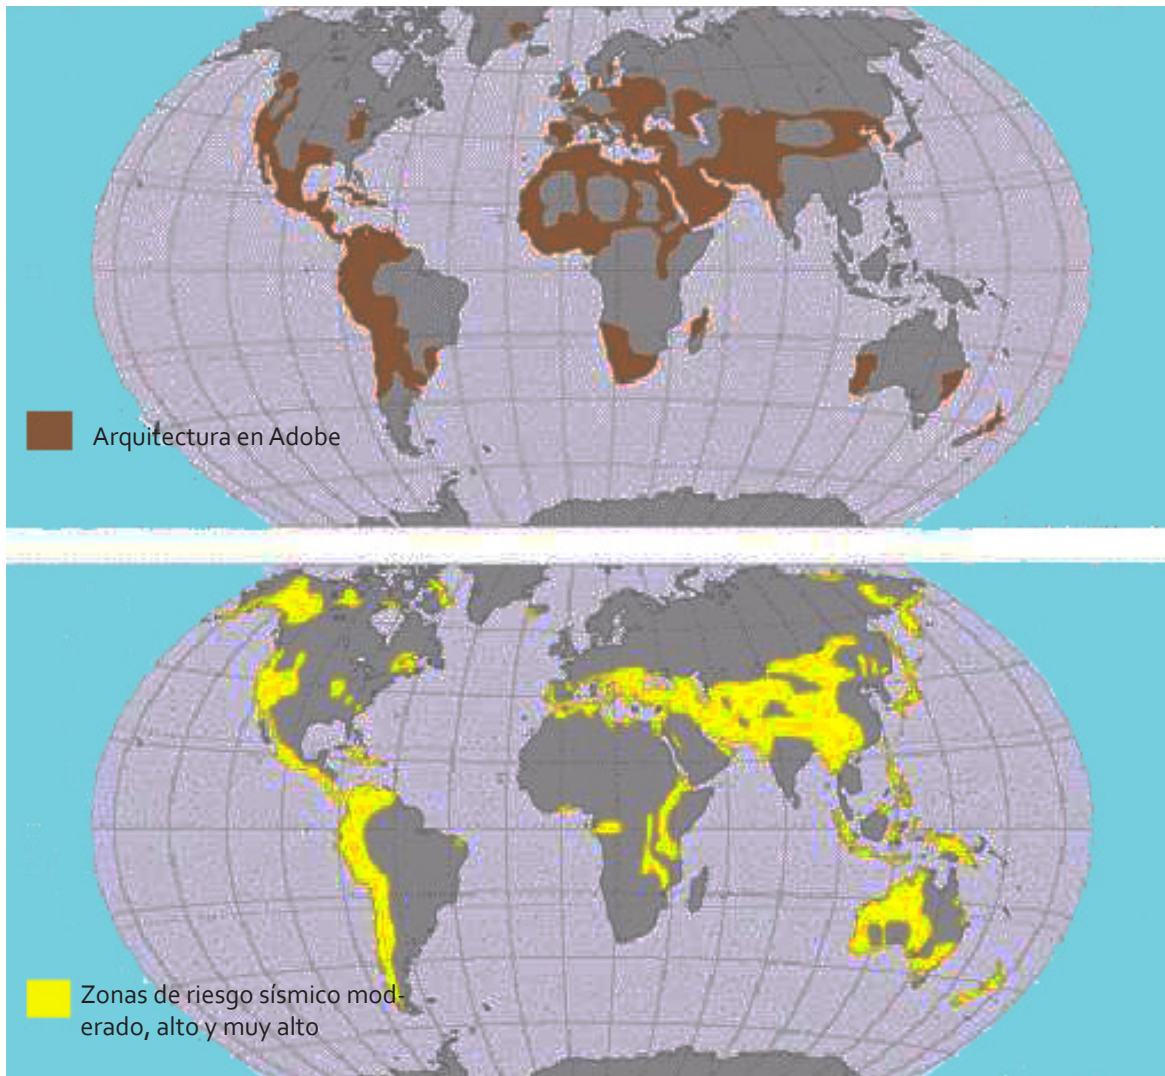 Arquitectura en Adobe
Zonas de riesgo sísmico mod-
erado, alto y muy alto